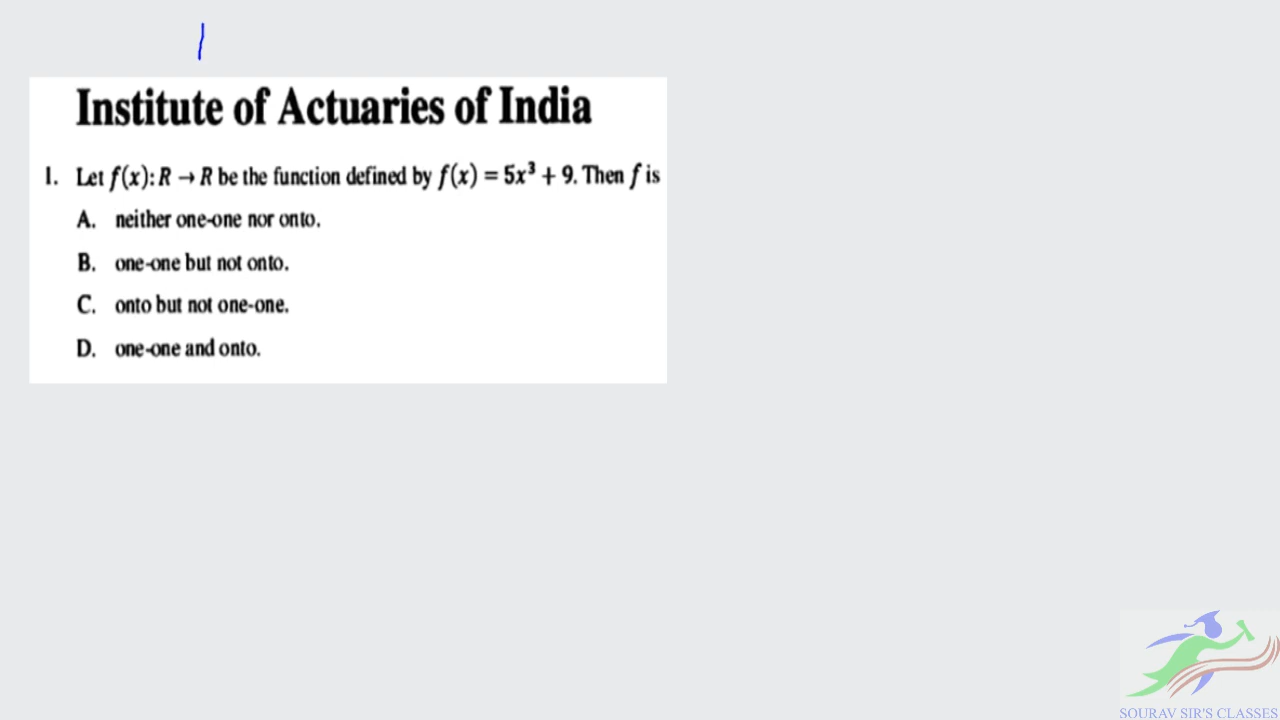 Institute of Actuaries of India
1. Let f(x): R → R be the function defined by f(x) = 5x³ + 9. Then f is
A. neither one-one nor onto.
B. one-one but not onto.
C. onto but not one-one.
D. one-one and onto.
SOURAV SIR'S CLASSES